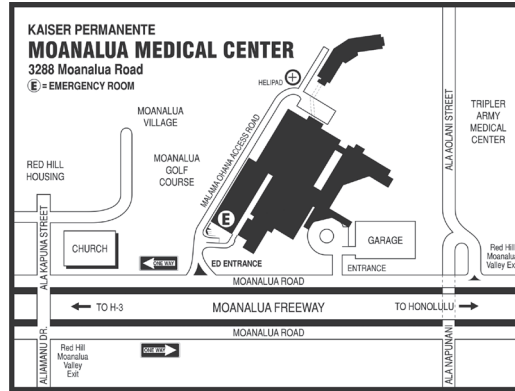 KAISER PERMANENTE
MOANALUA MEDICAL CENTER
3288 Moanalua Road
E = EMERGENCY ROOM
HELIPAD
MOANALUA
VILLAGE
MOANALUA
GOLF
COURSE
RED HILL
HOUSING
MALAMA OHANA ACCESS ROAD
ALA AOLANI STREET
TRIPLER
ARMY
MEDICAL
CENTER
ALA KAPUNA STREET
CHURCH
E
GARAGE
ONE WAY
ED ENTRANCE
ENTRANCE
Red Hill
Moanalua
Valley Exit
MOANALUA ROAD
TO H-3
MOANALUA FREEWAY
TO HONOLULU
MOANALUA ROAD
ALIAMANU DR.
Red Hill
Moanalua
Valley
Exit
ONE WAY
ALA NAPUNANI